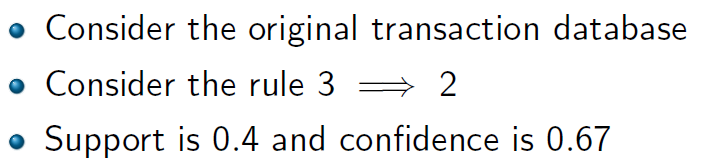 Consider the original transaction database
Consider the rule 3 ⟹ 2
Support is 0.4 and confidence is 0.67